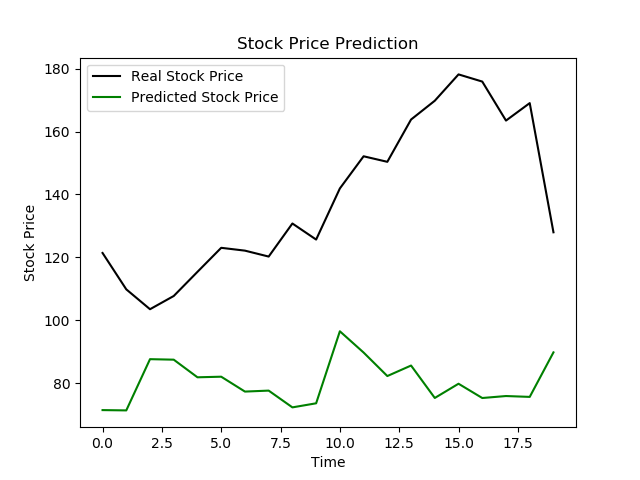 Stock Price Prediction
Real Stock Price
Predicted Stock Price
Stock Price
180
160
140
120
100
80
0.0 2.5 5.0 7.5 10.0 12.5 15.0 17.5
Time